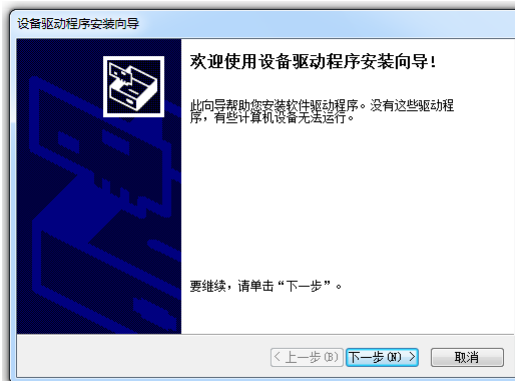 设备驱动程序安装向导
欢迎使用设备驱动程序安装向导！
此向导帮助您安装软件驱动程序。没有这些驱动程
序，有些计算机设备无法运行。
要继续，请单击“下一步”。
<上一步(B) 下一步(N)> 取消